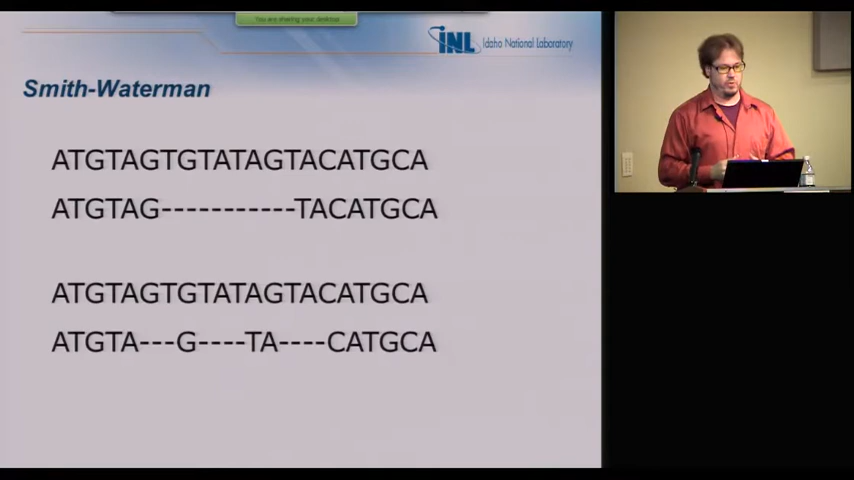 You are sharing your desktop
INL Idaho National Laboratory
Smith-Waterman
ATGTAGTGTATAGTACATGCA
ATGTAG-----------TACATGCA
ATGTAGTGTATAGTACATGCA
ATGTA---G----TA----CATGCA